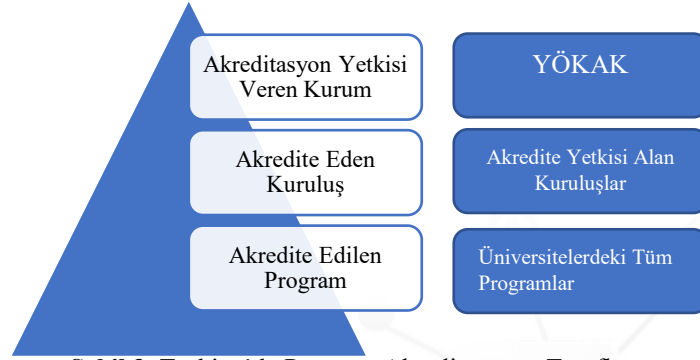 Akreditasyon Yetkisi
Veren Kurum
YÖKAK
Akredite Eden
Kuruluş
Akredite Yetkisi Alan
Kuruluşlar
Akredite Edilen
Program
Üniversitelerdeki Tüm
Programlar